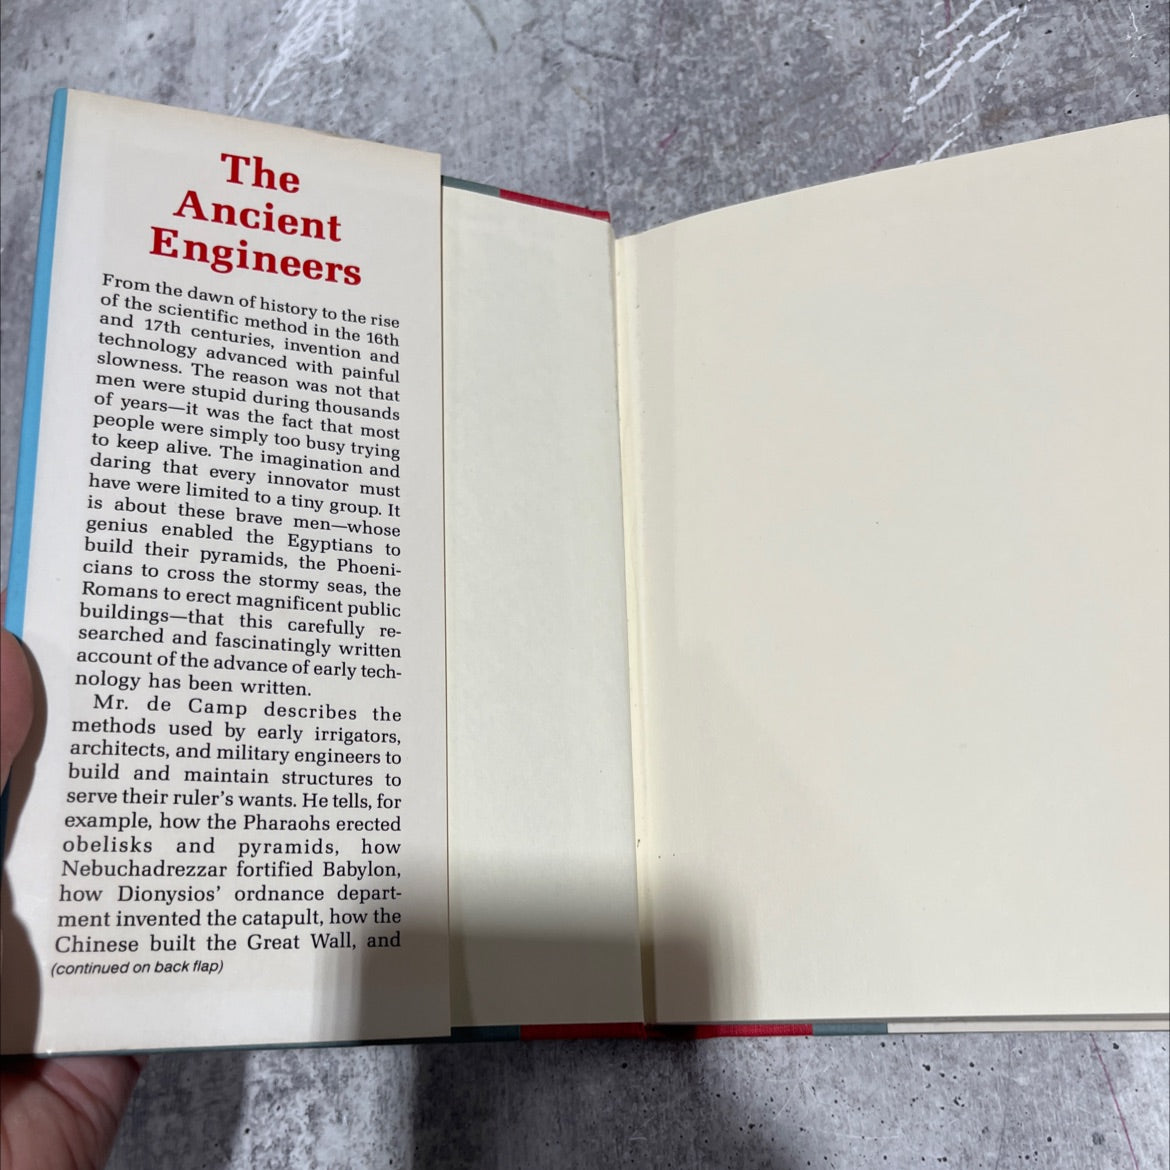 The
Ancient
Engineers
From the dawn of history to the rise
of the scientific method in the 16th
and 17th centuries, invention and
technology advanced with painful
slowness. The reason was not that
men were stupid during thousands
of years—it was the fact that most
people were simply too busy trying
to keep alive. The imagination and
daring that every innovator must
have were limited to a tiny group. It
is about these brave men—whose
genius enabled the Egyptians to
build their pyramids, the Phoeni-
cians to cross the stormy seas, the
Romans to erect magnificent public
buildings—that this carefully re-
searched and fascinatingly written
account of the advance of early tech-
nology has been written.
Mr. de Camp describes the
methods used by early irrigators,
architects, and military engineers to
build and maintain structures to
serve their ruler's wants. He tells, for
example, how the Pharaohs erected
obelisks and pyramids, how
Nebuchadrezzar fortified Babylon,
how Dionysios' ordnance depart-
ment invented the catapult, how the
Chinese built the Great Wall, and
(continued on back flap)